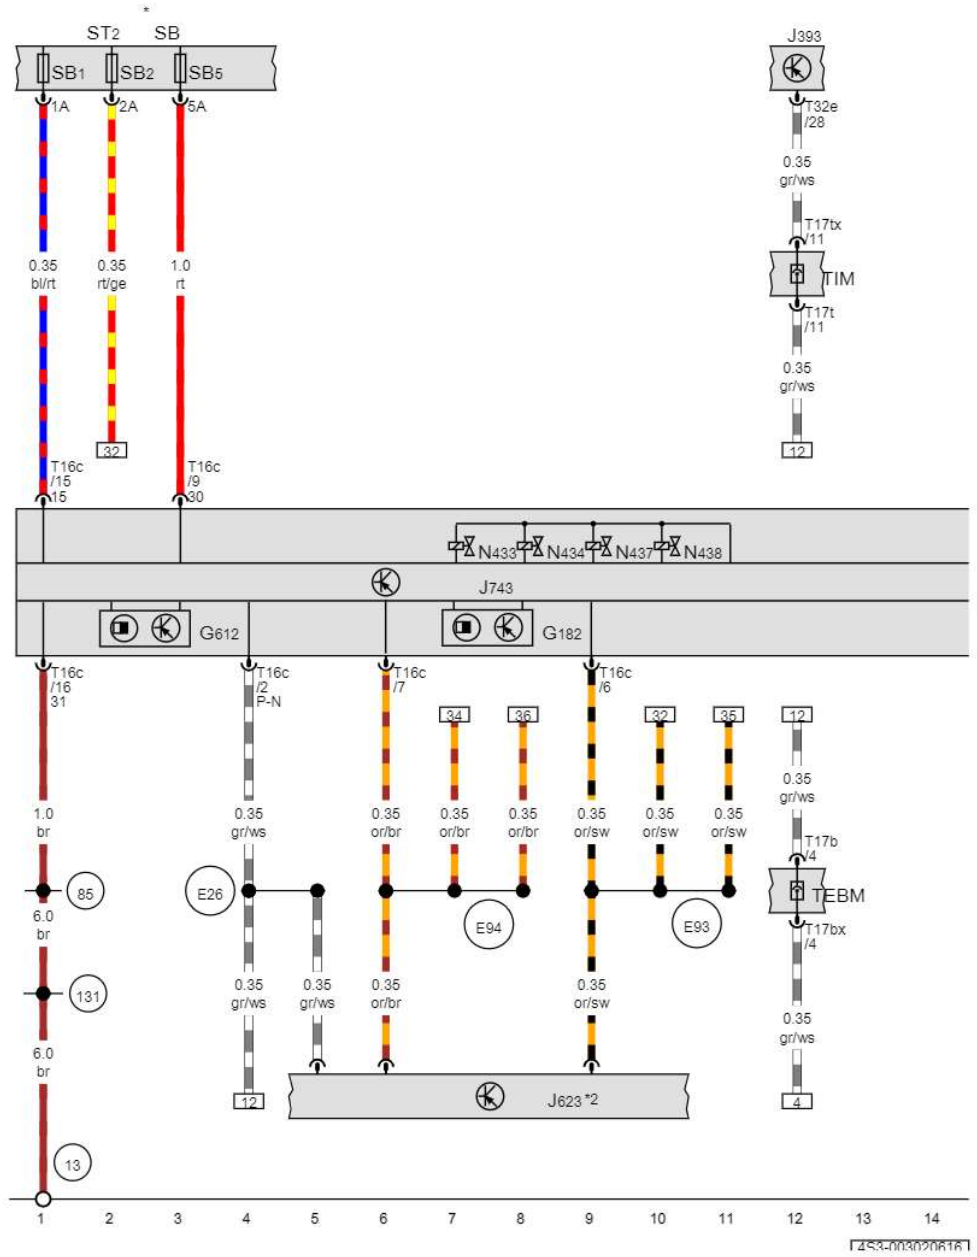 *
ST2 SB
J393
SB1 SB2 SB5
1A 2A 5A
T32e
/28
0.35
gr/ws
T17tx
/11
0.35 0.35 1.0
bl/rt rt/ge rt
TIM
T17t
/11
0.35
gr/ws
32
12
T16c
/15
15
T16c
/9
30
N433 N434 N437 N438
J743
G612 G182
T16c
/16
31
T16c
/2
P-N
T16c
/7
T16c
/6
34 36 32 35 12
0.35
gr/ws
1.0 0.35 0.35 0.35 0.35 0.35 0.35 0.35
br gr/ws or/br or/br or/br or/sw or/sw or/sw
T17b
/4
85 E26
TEBM
6.0
br
E94 E93
T17bx
/4
131
0.35 0.35 0.35 0.35
gr/ws gr/ws or/br or/sw
0.35
gr/ws
6.0
br
12
J623 *2
4
13
1 2 3 4 5 6 7 8 9 10 11 12 13 14
4S3-003020616